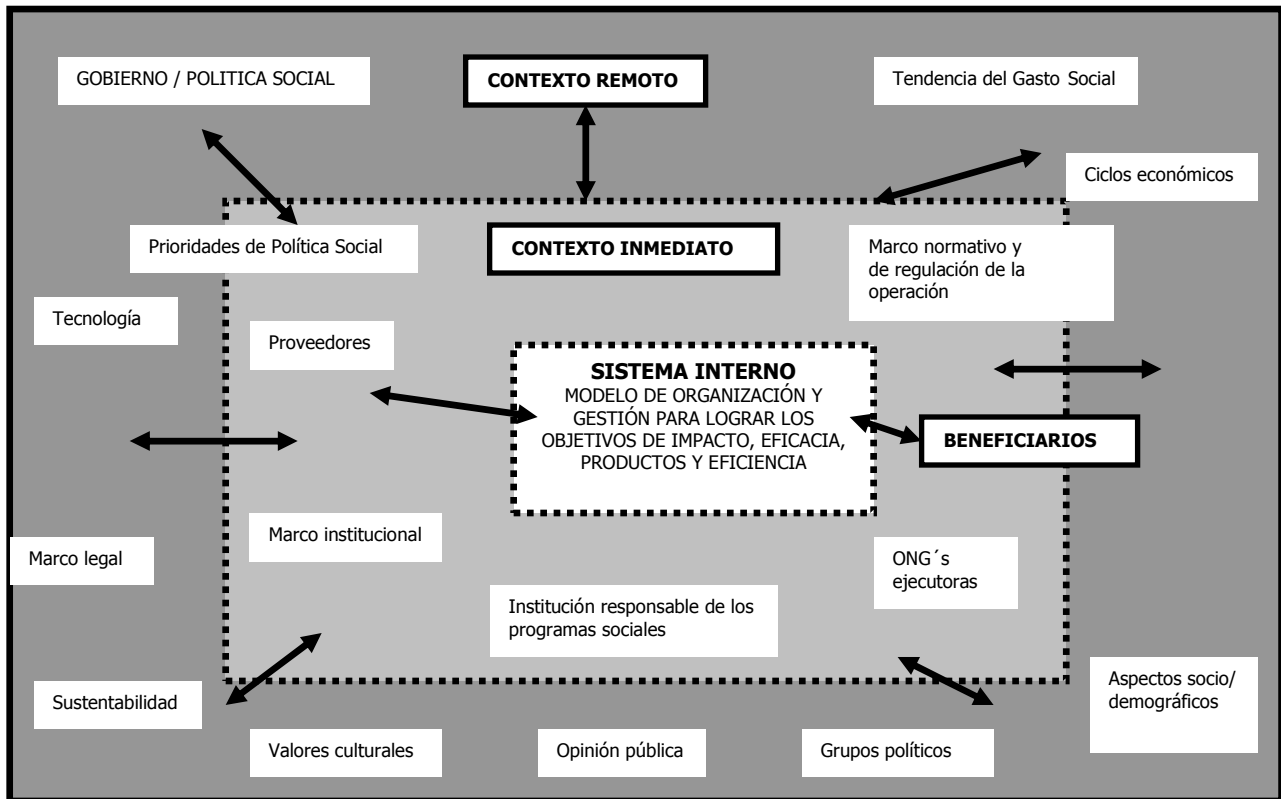 GOBIERNO / POLITICA SOCIAL
CONTEXTO REMOTO
Tendencia del Gasto Social
Ciclos económicos
Prioridades de Política Social
CONTEXTO INMEDIATO
Marco normativo y
de regulación de la
operación
Tecnología
Proveedores
SISTEMA INTERNO
MODELO DE ORGANIZACIÓN Y
GESTIÓN PARA LOGRAR LOS
OBJETIVOS DE IMPACTO, EFICACIA,
PRODUCTOS Y EFICIENCIA
BENEFICIARIOS
Marco institucional
Marco legal
ONG´s
ejecutoras
Institución responsable de los
programas sociales
Sustentabilidad
Aspectos socio/
demográficos
Valores culturales
Opinión pública
Grupos políticos